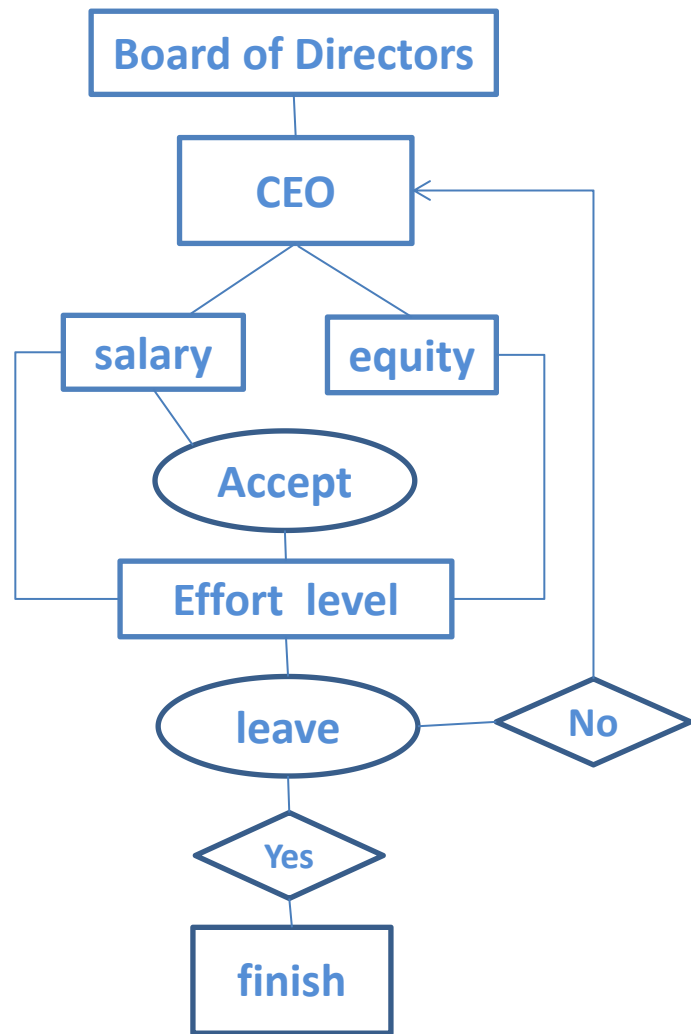 Board of Directors
CEO
salary
equity
Accept
Effort level
leave
No
Yes
finish